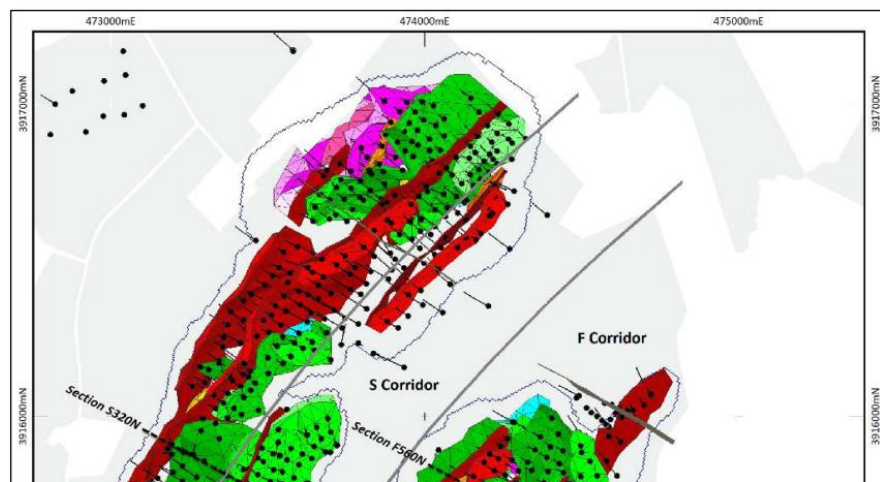 473000mE
474000mE
475000mE
3917000mN
3917000mN
F Corridor
S Corridor
Section S320N
Section F560N
3916000mN
3916000mN